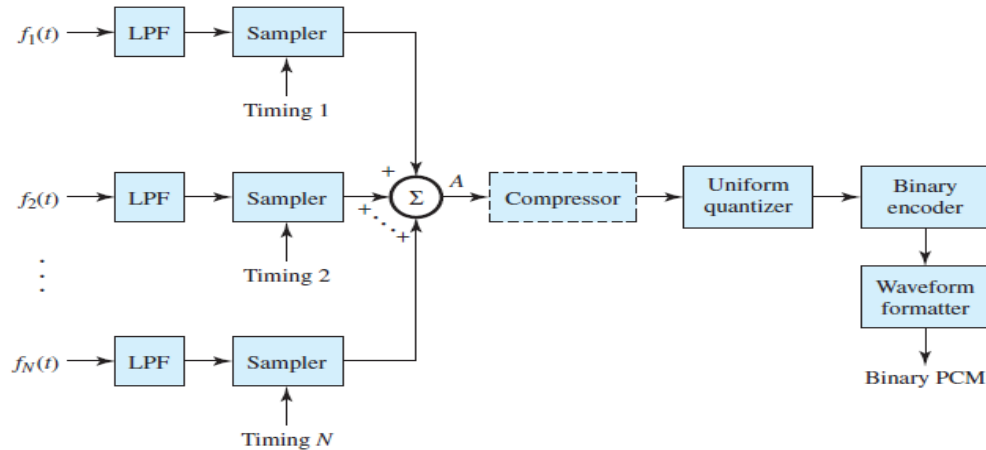 f₁(t)
LPF
Sampler
Timing 1
f₂(t)
LPF
Sampler
Timing 2
+
+
+
Σ
A
Compressor
Uniform
quantizer
Binary
encoder
Waveform
formatter
Binary PCM
f_N(t)
LPF
Sampler
Timing N